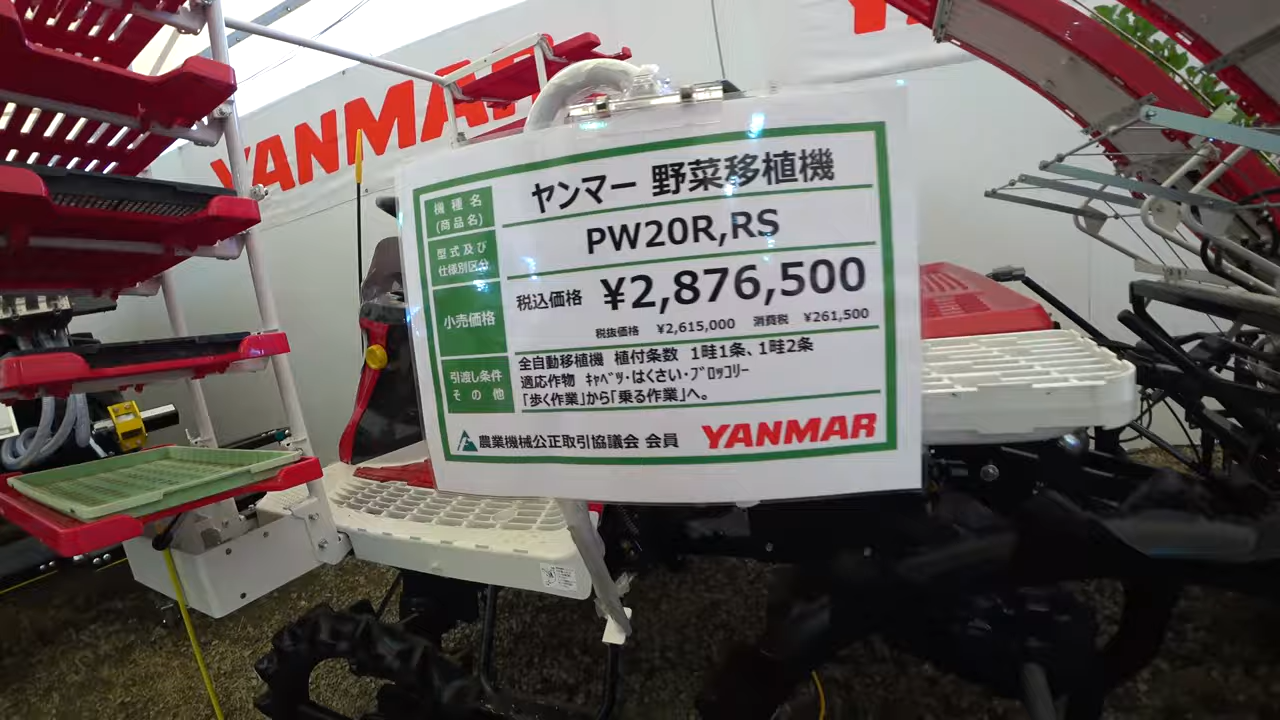 YANMAR
機種名
(商品名)
ヤンマー 野菜移植機
型式及び
仕様別区分
PW20R,RS
小売価格
税込価格 ¥2,876,500
税抜価格 ¥2,615,000 消費税 ¥261,500
引渡し条件
その他
全自動移植機 植付条数 1畦1条、1畦2条
適応作物 ｷｬﾍﾞﾂ・はくさい・ﾌﾞﾛｯｺﾘｰ
「歩く作業」から「乗る作業」へ。
農業機械公正取引協議会 会員
YANMAR